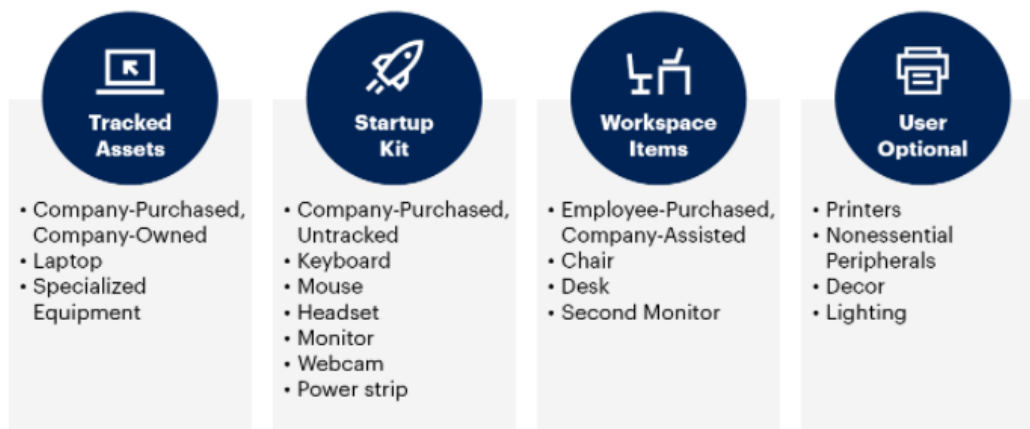 Tracked
Assets
• Company-Purchased,
Company-Owned
• Laptop
• Specialized
Equipment
Startup
Kit
• Company-Purchased,
Untracked
• Keyboard
• Mouse
• Headset
• Monitor
• Webcam
• Power strip
Workspace
Items
• Employee-Purchased,
Company-Assisted
• Chair
• Desk
• Second Monitor
User
Optional
• Printers
• Nonessential
Peripherals
• Decor
• Lighting